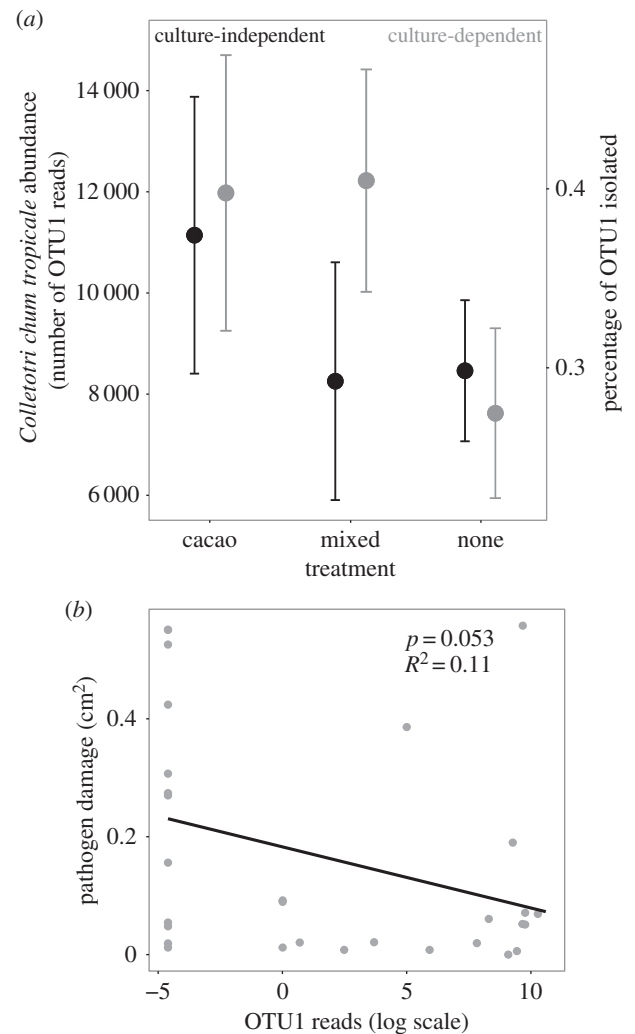 (a)
culture-independent culture-dependent
Colletotri chum tropicale abundance
(number of OTU1 reads)
14 000
12 000
10 000
8 000
6 000
0.4
0.3
percentage of OTU1 isolated
cacao mixed none
treatment
(b)
p = 0.053
R² = 0.11
pathogen damage (cm²)
0.4
0.2
0
−5 0 5 10
OTU1 reads (log scale)